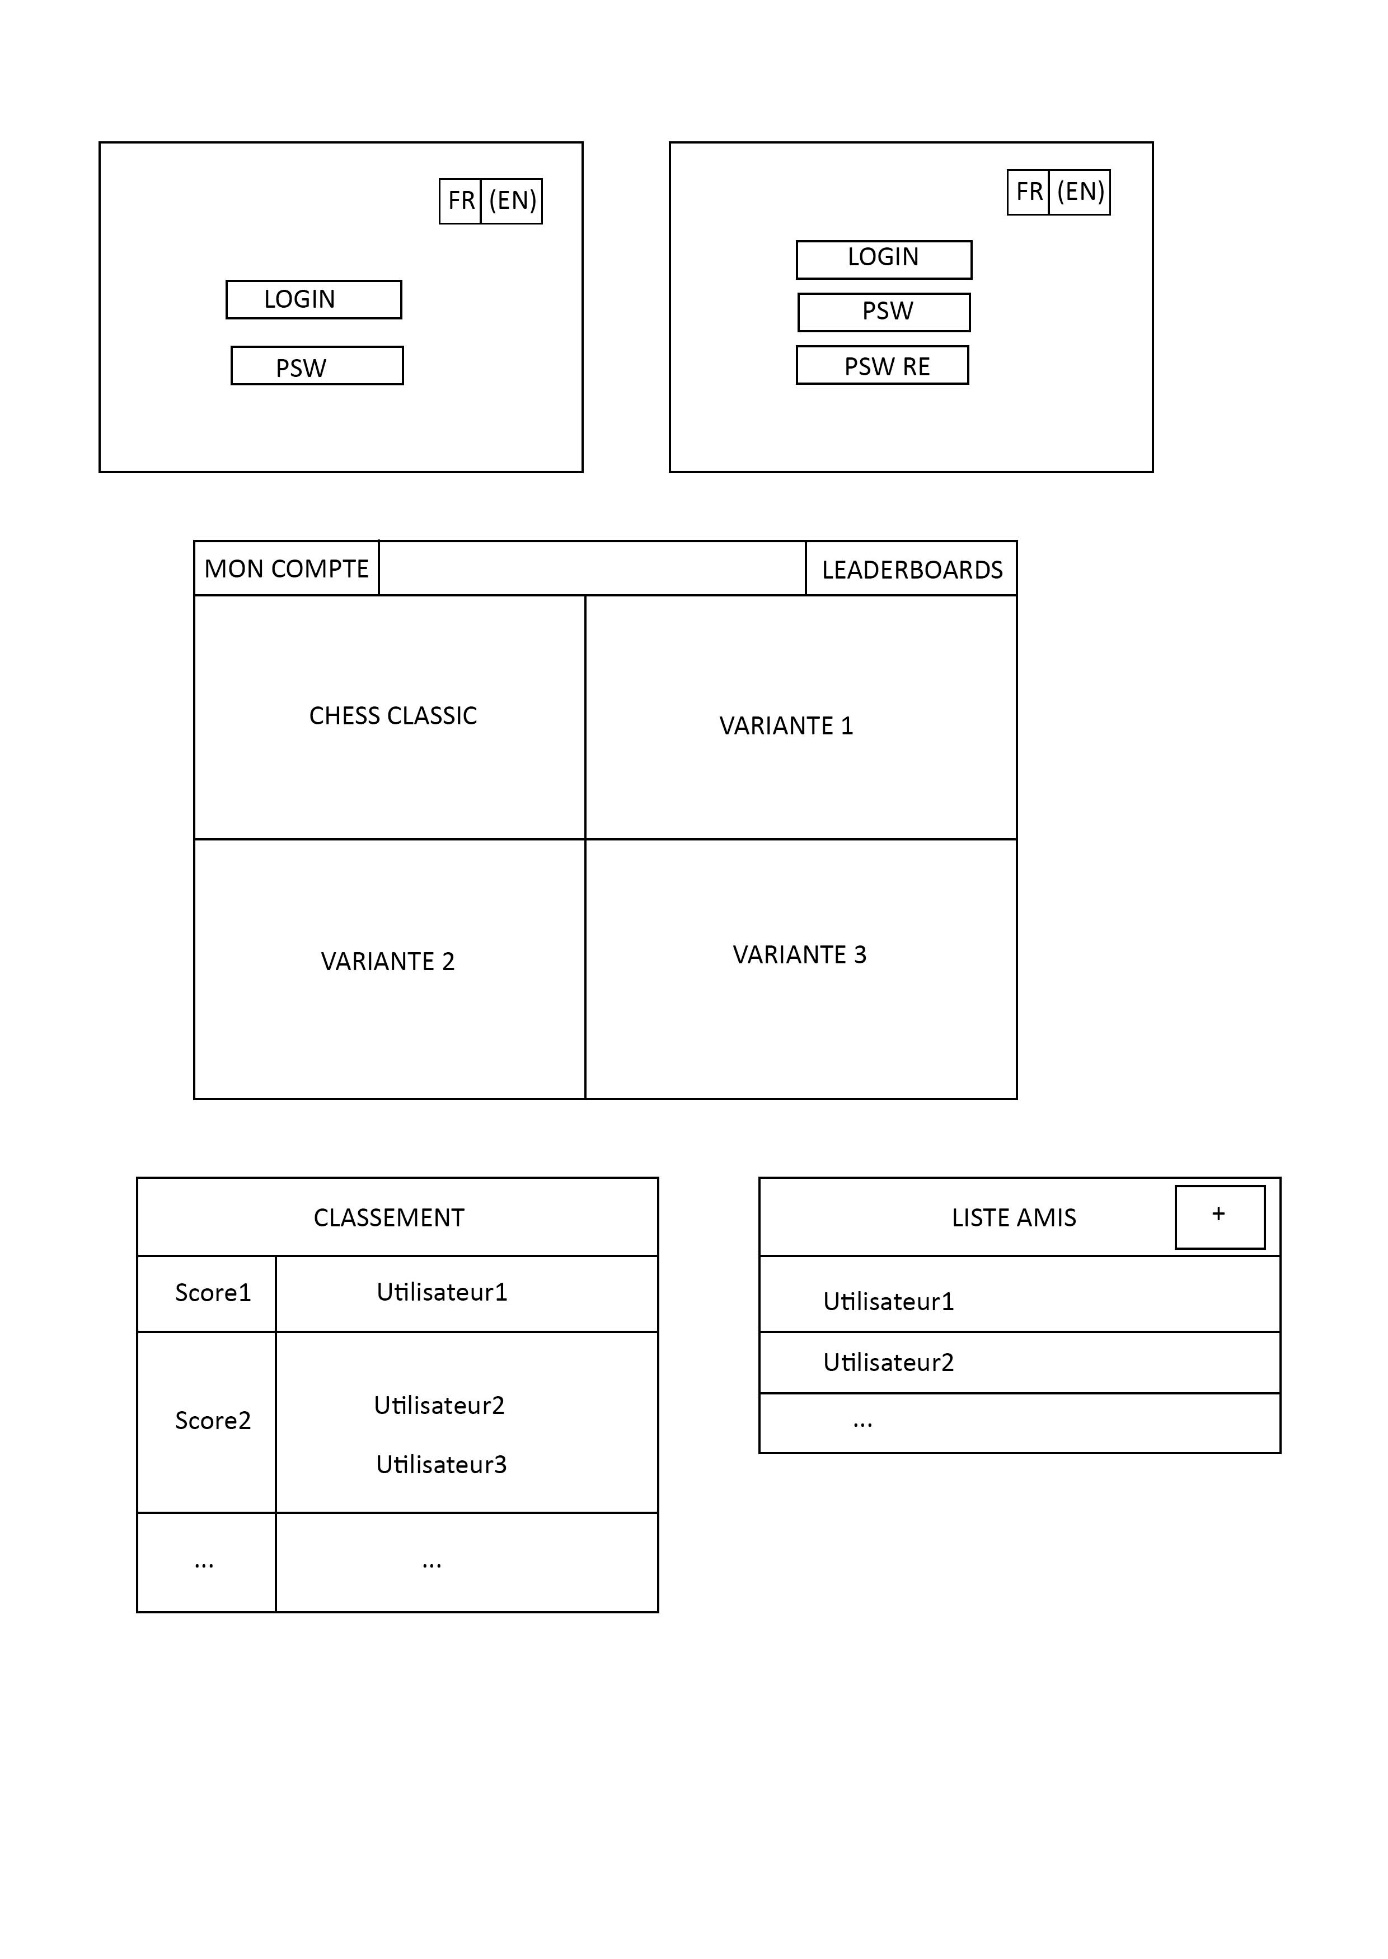 FR (EN)
LOGIN
PSW
FR (EN)
LOGIN
PSW
PSW RE
MON COMPTE
LEADERBOARDS
CHESS CLASSIC
VARIANTE 1
VARIANTE 2
VARIANTE 3
CLASSEMENT
Score1 Utilisateur1
Score2
Utilisateur2
Utilisateur3
... ...
LISTE AMIS +
Utilisateur1
Utilisateur2
...